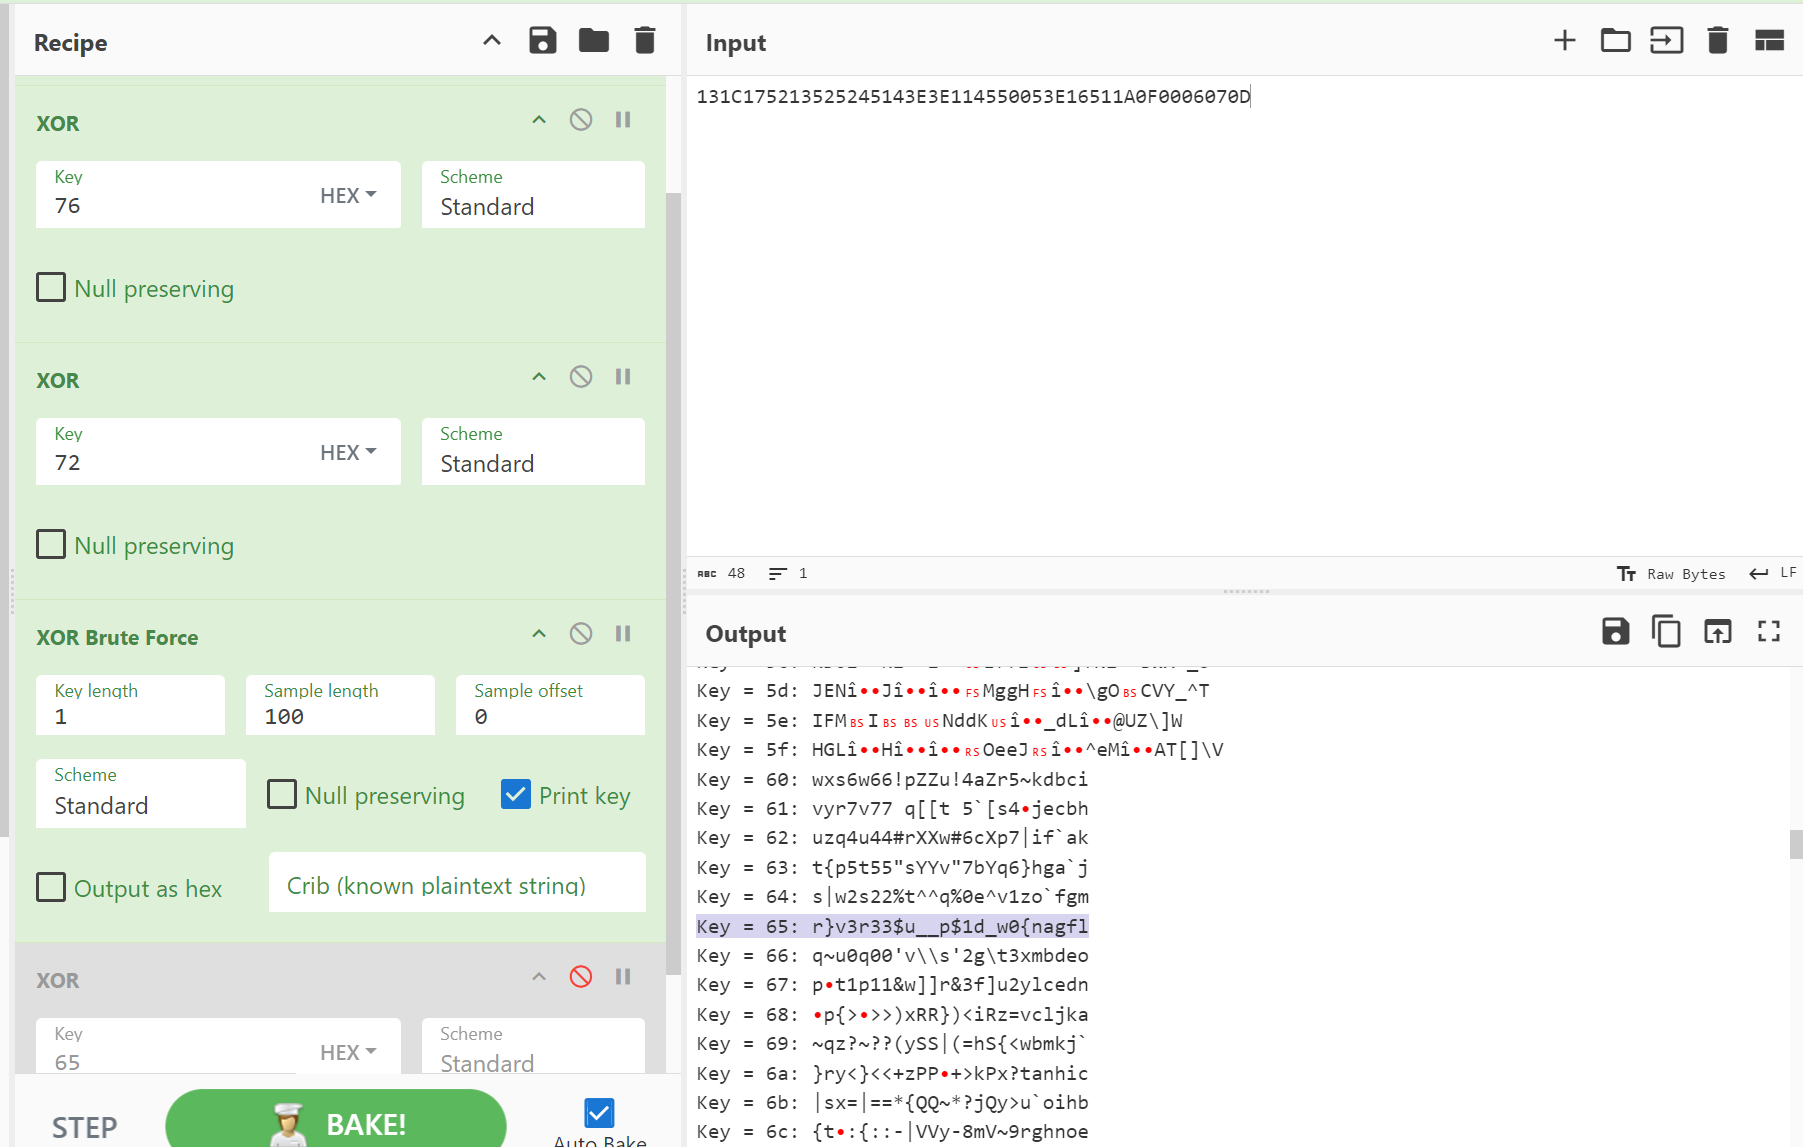 Recipe
XOR
Key
76
HEX
Scheme
Standard
Null preserving
XOR
Key
72
HEX
Scheme
Standard
Null preserving
XOR Brute Force
Key length
1
Sample length
100
Sample offset
0
Scheme
Standard
Null preserving
Print key
Output as hex
Crib (known plaintext string)
XOR
Key
65
HEX
Scheme
Standard
STEP
BAKE!
Auto Bake
Input
131C175213525245143E3E114550053E16511A0F0006070D
ABC 48 1
Raw Bytes LF
Output
Key = 5d: JENî••Jî••î••FSMggHFSî••\gOBSCVY_^T
Key = 5e: IFMBSIBSBSUSNddKUSî••_dLî••@UZ\]W
Key = 5f: HGLî••Hî••î••RSOeeJRSî••^eMî••AT[]\V
Key = 60: wxs6w66!pZZu!4aZr5~kdbci
Key = 61: vyr7v77 q[[t 5`[s4•jecbh
Key = 62: uzq4u44#rXXw#6cXp7|if`ak
Key = 63: t{p5t55"sYYv"7bYq6}hga`j
Key = 64: s|w2s22%t^^q%0e^v1zo`fgm
Key = 65: r}v3r33$u__p$1d_w0{nagfl
Key = 66: q~u0q00'v\\s'2g\t3xmbdeo
Key = 67: p•t1p11&w]]r&3f]u2ylcedn
Key = 68: •p{>•>>)xRR})<iRz=vcljka
Key = 69: ~qz?~??(ySS|(=hS{<wbmkj`
Key = 6a: }ry<}<<+zPP•+>kPx?tanhic
Key = 6b: |sx=|==*{QQ~*?jQy>u`oihb
Key = 6c: {t•:{::-|VVy-8mV~9rghnoe